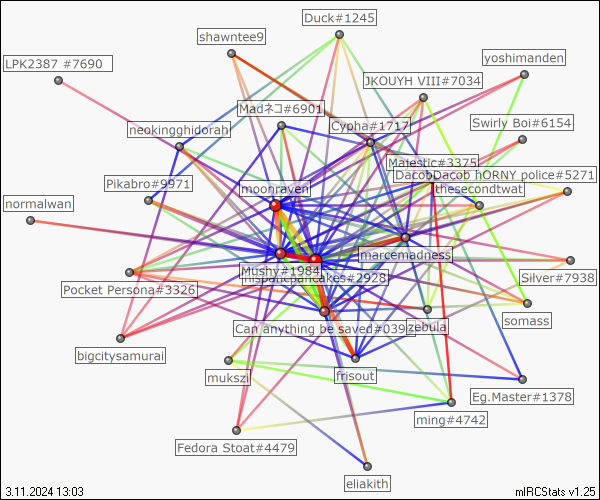 Duck#1245
shawntee9
yoshimanden
LPK2387 #7690
JKOUYH VIII#7034
Madネコ#6901
Swirly Boi#6154
Cypha#1717
neokingghidorah
Majestic#3375
DacobDacob hORNY police#5271
Pikabro#9971
moonraven
thesecondtwat
normalwan
marcemadness
Mushy#1984
hispanicpancakes#2928
Silver#7938
Pocket Persona#3326
somass
Can anything be saved#039
zebula
bigcitysamurai
mukszi
frisout
Eg.Master#1378
ming#4742
Fedora Stoat#4479
eliakith
3.11.2024 13:03
mIRCStats v1.25